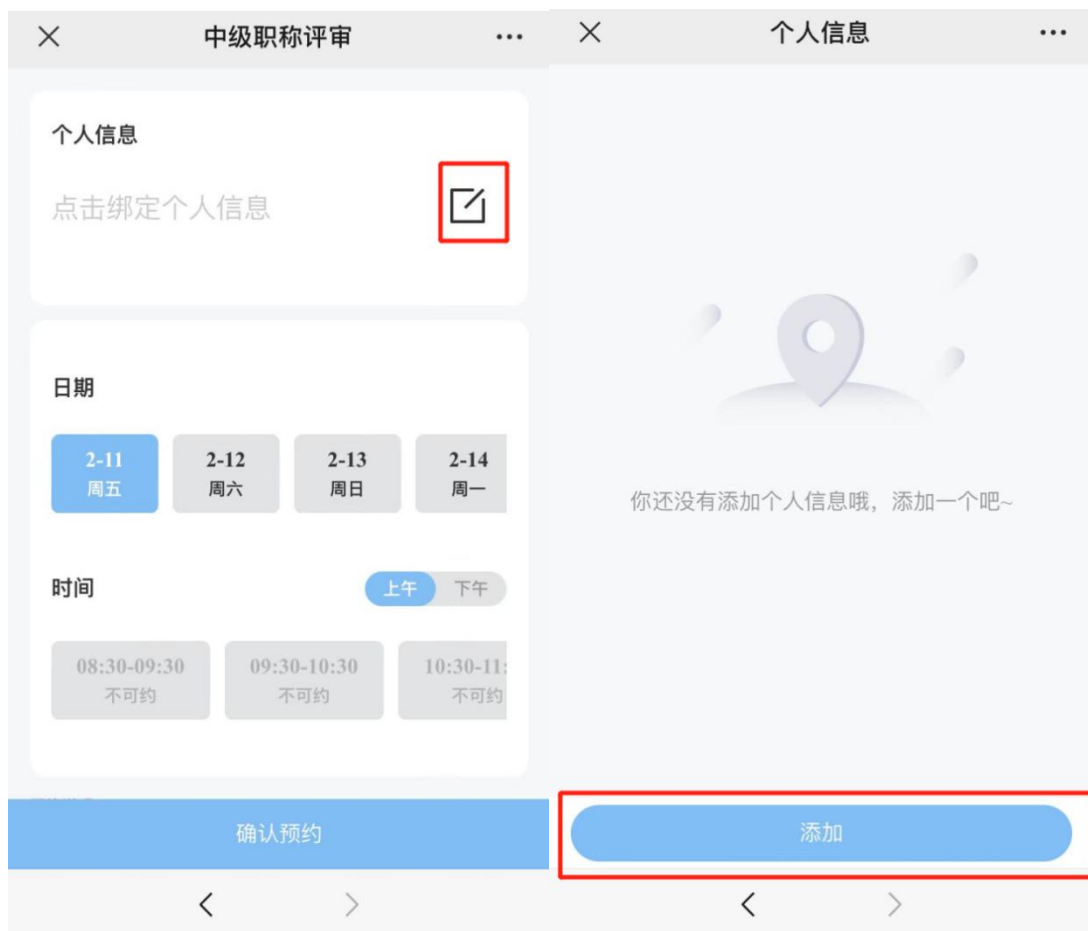 中级职称评审
个人信息
点击绑定个人信息
日期
2-11 2-12 2-13 2-14
周五 周六 周日 周一
时间 上午 下午
08:30-09:30 09:30-10:30 10:30-11:
不可约 不可约 不可约
确认预约
个人信息
你还没有添加个人信息哦，添加一个吧~
添加